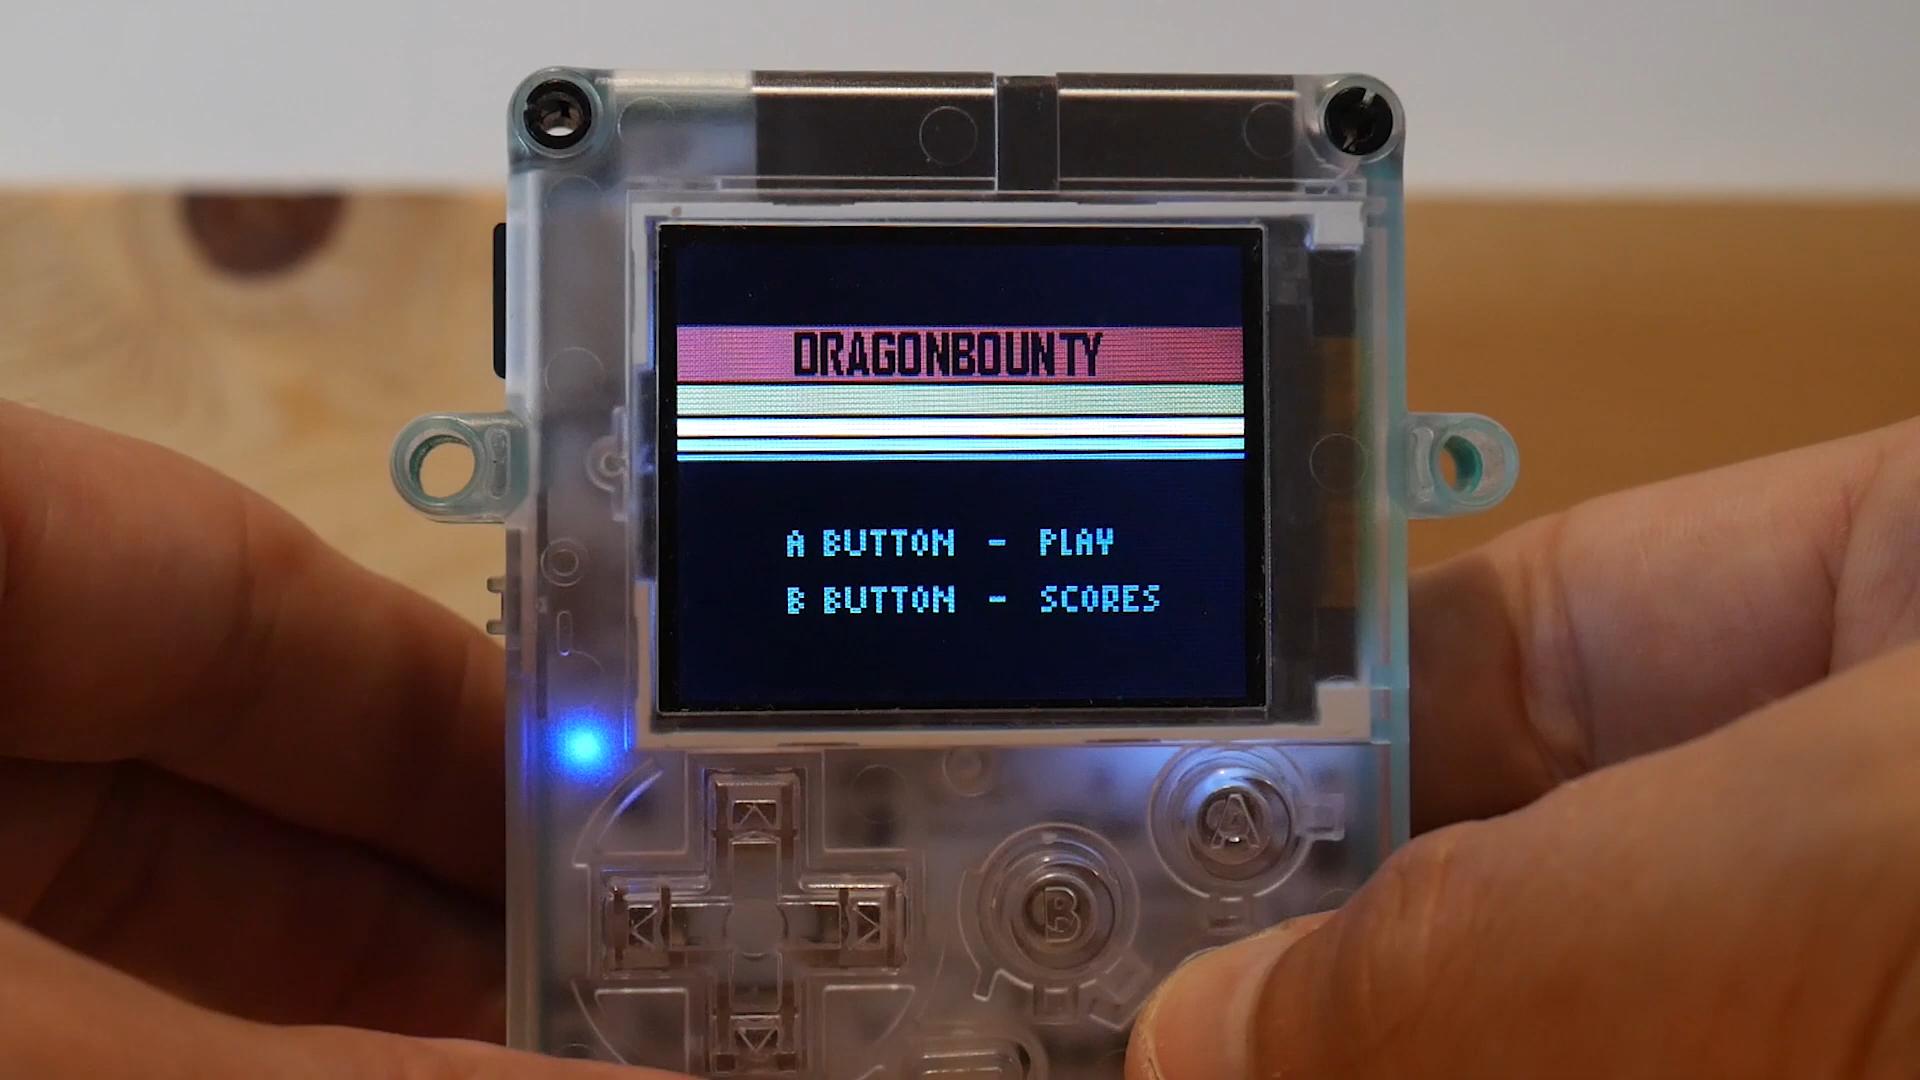 DRAGONBOUNTY
A BUTTON - PLAY
B BUTTON - SCORES
A
B